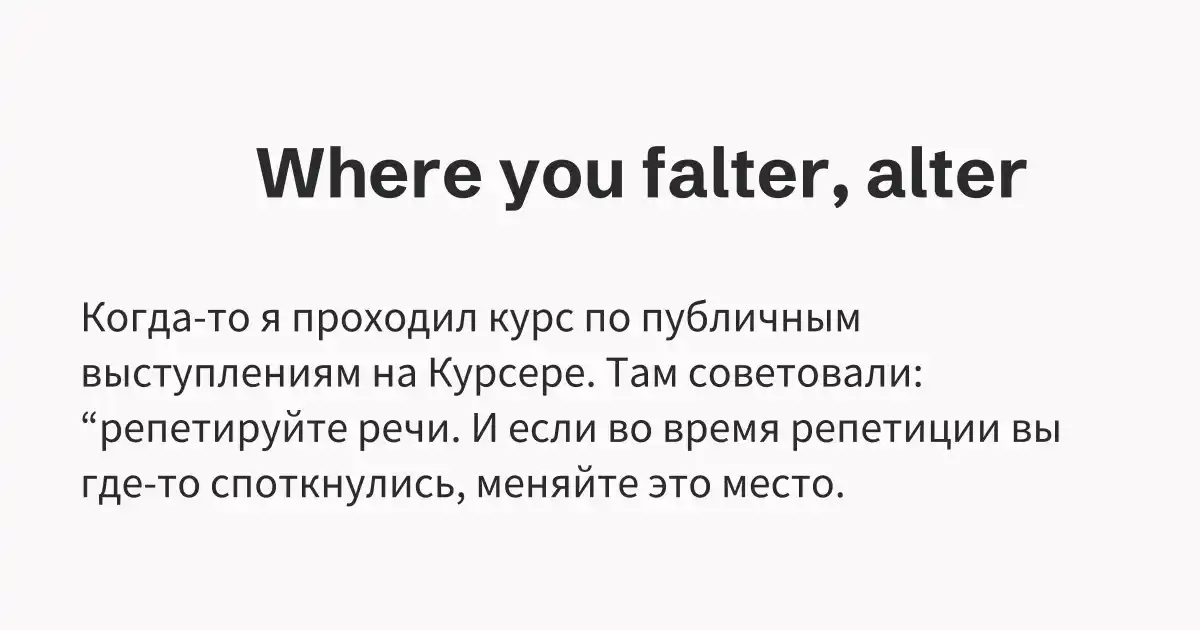 Where you falter, alter
Когда-то я проходил курс по публичным
выступлениям на Курсере. Там советовали:
“репетируйте речи. И если во время репетиции вы
где-то споткнулись, меняйте это место.